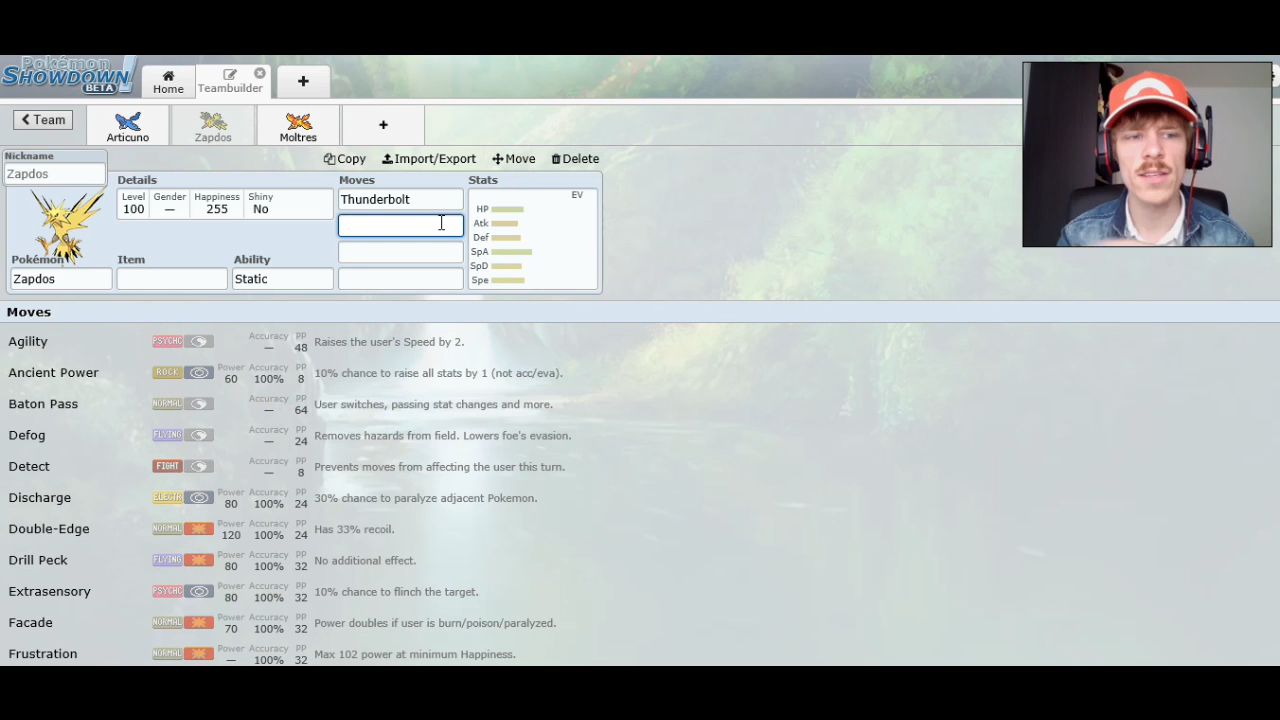 Pokémon
SHOWDOWN!
BETA
Home
Teambuilder
+
Team
Articuno
Zapdos
Moltres
+
Nickname
Zapdos
Copy
Import/Export
Move
Delete
Details
Level
100
Gender
—
Happiness
255
Shiny
No
Moves
Thunderbolt
Stats
EV
HP
Atk
Def
SpA
SpD
Spe
Pokémon
Zapdos
Item
Ability
Static
Moves
Agility PSYCHC Accuracy — PP 48 Raises the user's Speed by 2.
Ancient Power ROCK Power 60 Accuracy 100% PP 8 10% chance to raise all stats by 1 (not acc/eva).
Baton Pass NORMAL Accuracy — PP 64 User switches, passing stat changes and more.
Defog FLYING Accuracy — PP 24 Removes hazards from field. Lowers foe's evasion.
Detect FIGHT Accuracy — PP 8 Prevents moves from affecting the user this turn.
Discharge ELECTR Power 80 Accuracy 100% PP 24 30% chance to paralyze adjacent Pokemon.
Double-Edge NORMAL Power 120 Accuracy 100% PP 24 Has 33% recoil.
Drill Peck FLYING Power 80 Accuracy 100% PP 32 No additional effect.
Extrasensory PSYCHC Power 80 Accuracy 100% PP 32 10% chance to flinch the target.
Facade NORMAL Power 70 Accuracy 100% PP 32 Power doubles if user is burn/poison/paralyzed.
Frustration NORMAL Power — Accuracy 100% PP 32 Max 102 power at minimum Happiness.